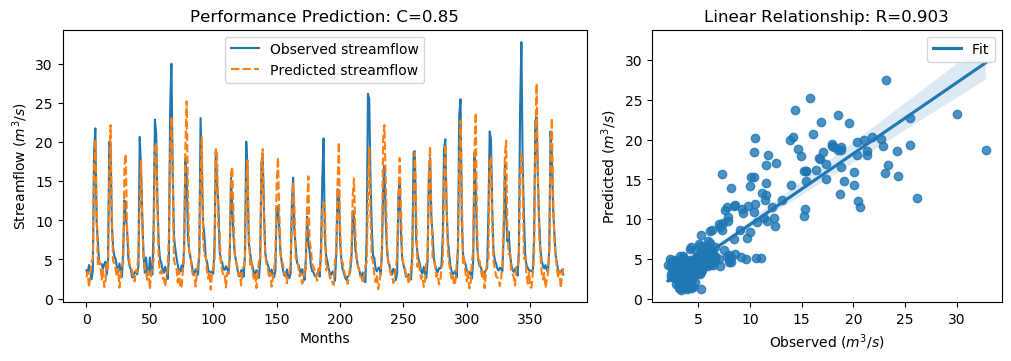 Performance Prediction: C=0.85
Streamflow (m³/s)
30
25
20
15
10
5
0
Observed streamflow
Predicted streamflow
0 50 100 150 200 250 300 350
Months
Linear Relationship: R=0.903
Predicted (m³/s)
30
25
20
15
10
5
0
Fit
5 10 15 20 25 30
Observed (m³/s)